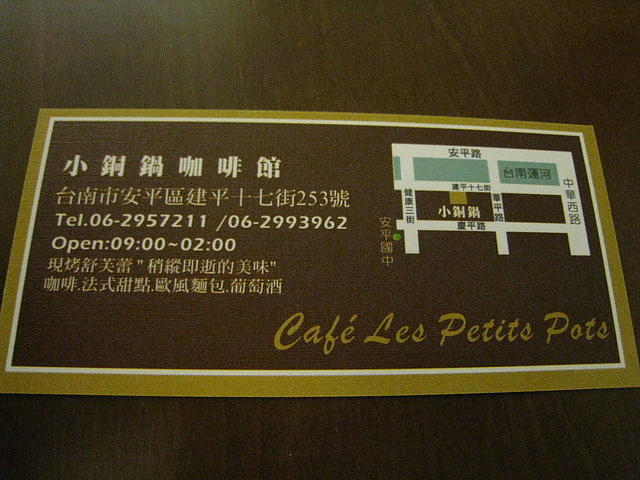 小銅鍋咖啡館
台南市安平區建平十七街253號
Tel.06-2957211 /06-2993962
Open:09:00~02:00
現烤舒芙蕾"稍縱即逝的美味"
咖啡.法式甜點.歐風麵包.葡萄酒
安平路
台南運河
建平十七街
小銅鍋
慶平路
健康三街
華平路
中華西路
安平國中
Café Les Petits Pots